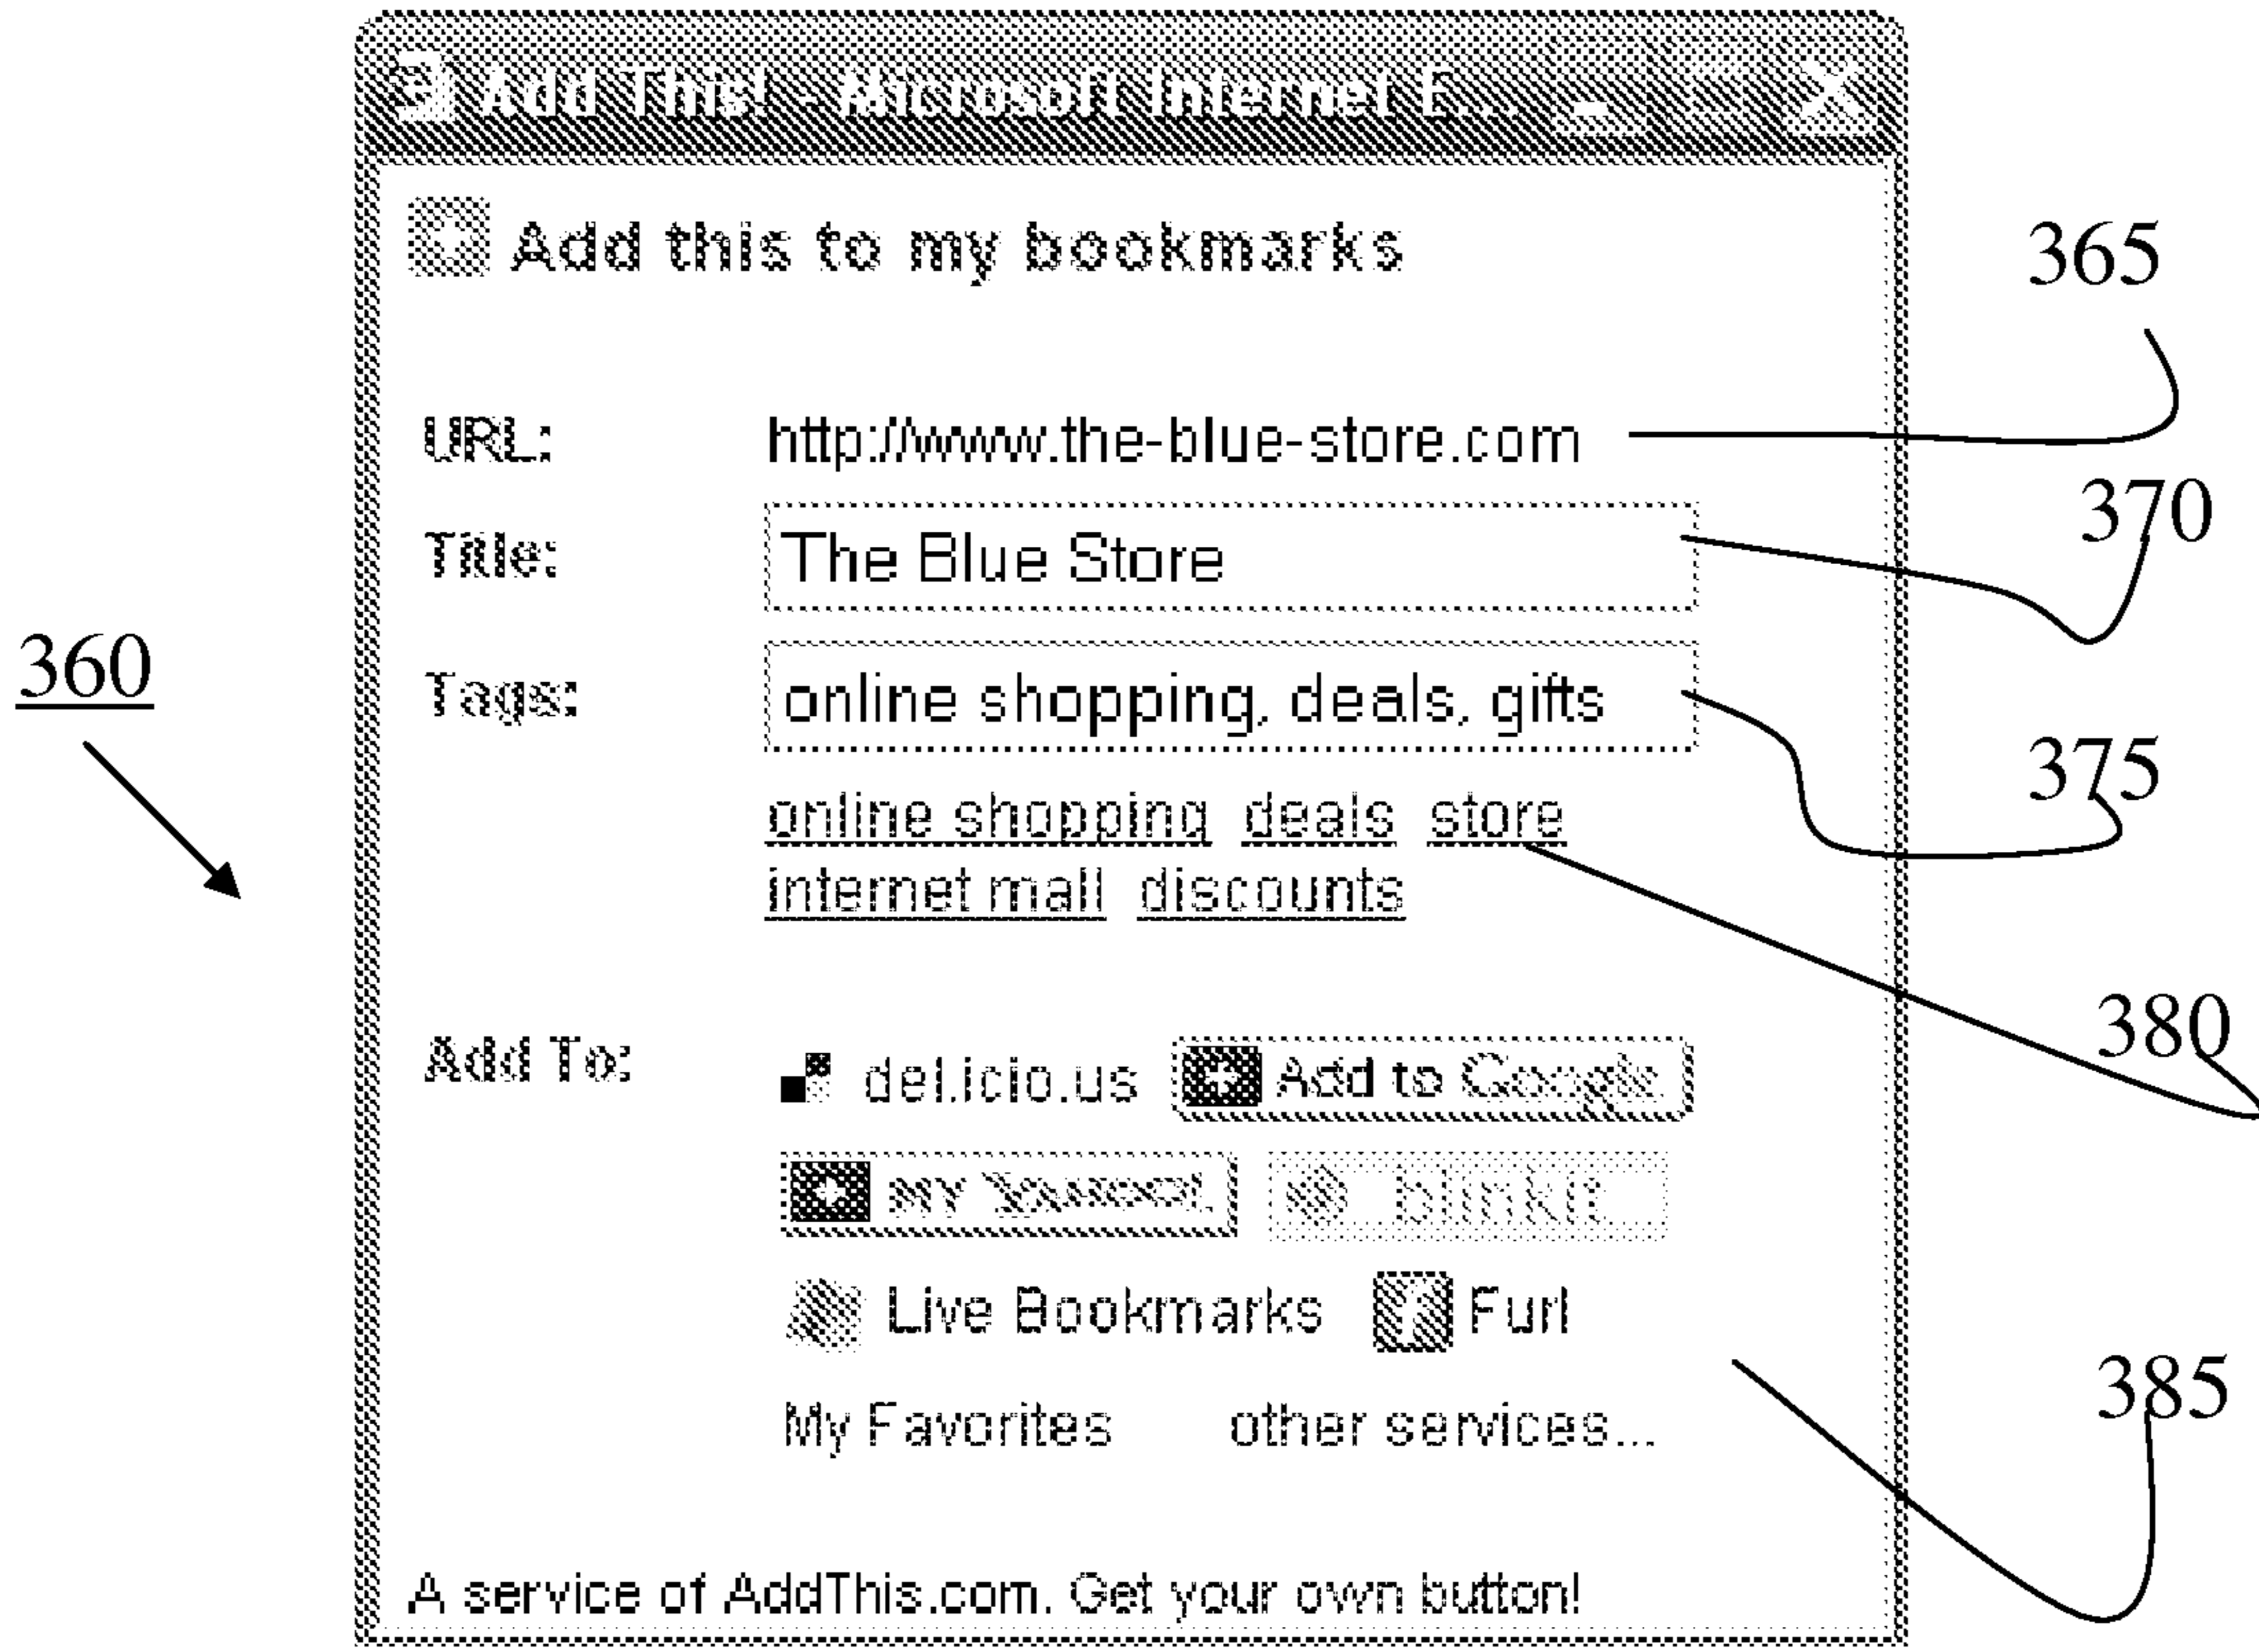 Add This! - Microsoft Internet E...
Add this to my bookmarks
365
URL: http://www.the-blue-store.com
370
Title: The Blue Store
360
Tags: online shopping, deals, gifts
375
online shopping deals store
internet mall discounts
380
Add To: del.icio.us Add to Google
MY YAHOO! blinklit
Live Bookmarks Furl
385
My Favorites other services...
A service of AddThis.com. Get your own button!